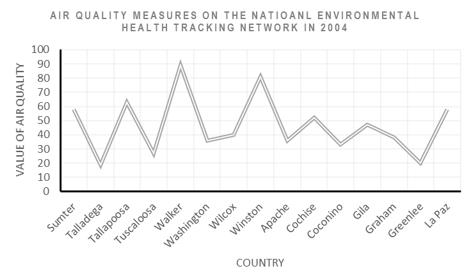 AIR QUALITY MEASURES ON THE NATIOANL ENVIRONMENTAL
HEALTH TRACKING NETWORK IN 2004
VALUE OF AIR QUALITY
100
90
80
70
60
50
40
30
20
10
0
Sumter
Talladega
Tallapoosa
Tuscaloosa
Walker
Washington
Wilcox
Winston
Apache
Cochise
Coconino
Gila
Graham
Greenlee
La Paz
COUNTRY